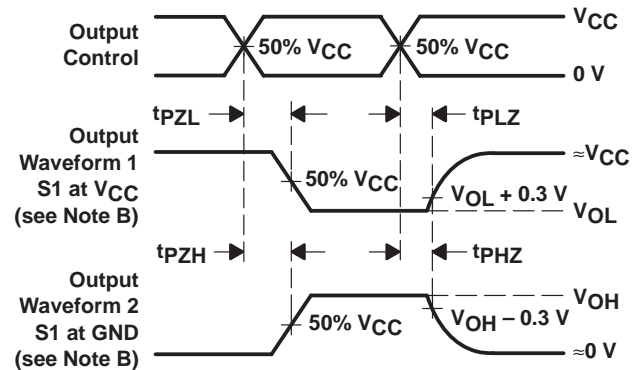 Output
Control
50% VCC
50% VCC
VCC
0 V
tPZL
tPLZ
Output
Waveform 1
S1 at VCC
(see Note B)
50% VCC
≈VCC
VOL + 0.3 V
VOL
tPZH
tPHZ
Output
Waveform 2
S1 at GND
(see Note B)
50% VCC
VOH
VOH − 0.3 V
≈0 V